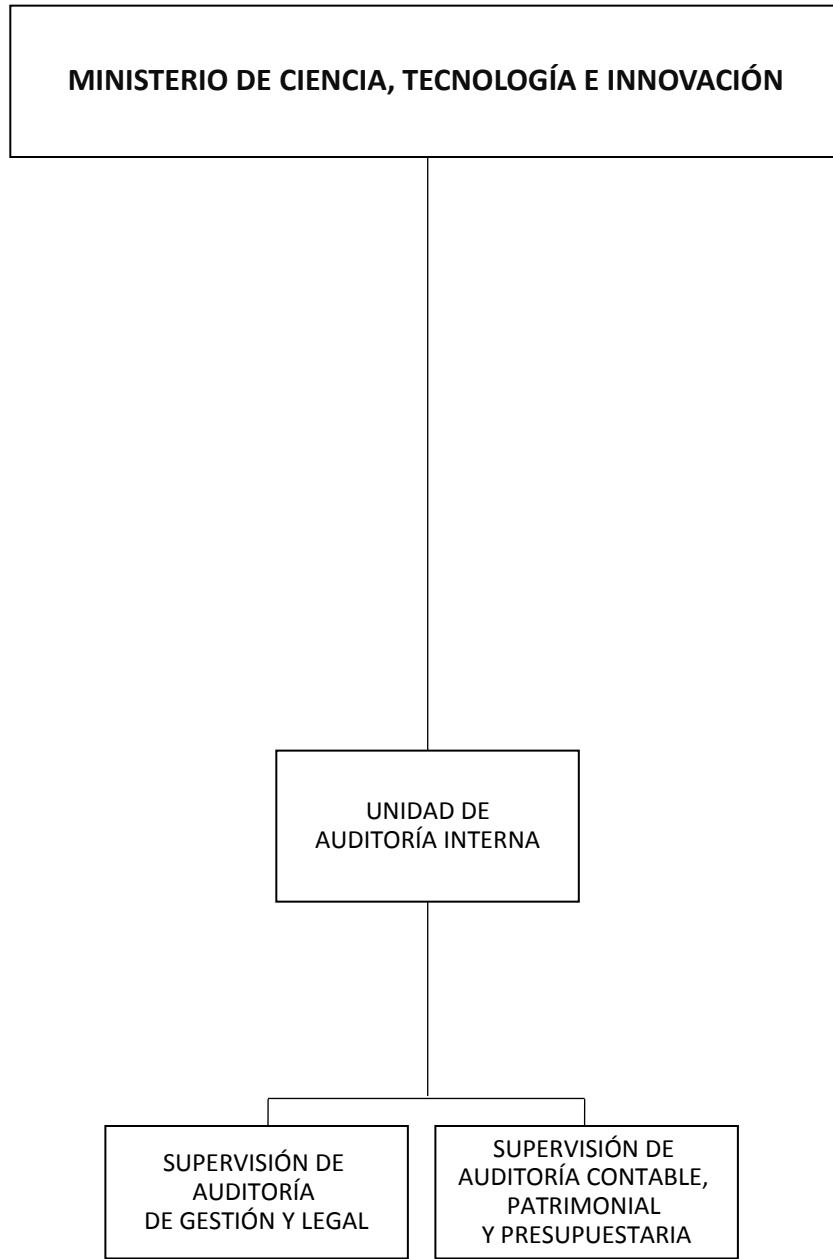 MINISTERIO DE CIENCIA, TECNOLOGÍA E INNOVACIÓN
UNIDAD DE
AUDITORÍA INTERNA
SUPERVISIÓN DE
AUDITORÍA
DE GESTIÓN Y LEGAL
SUPERVISIÓN DE
AUDITORÍA CONTABLE,
PATRIMONIAL
Y PRESUPUESTARIA